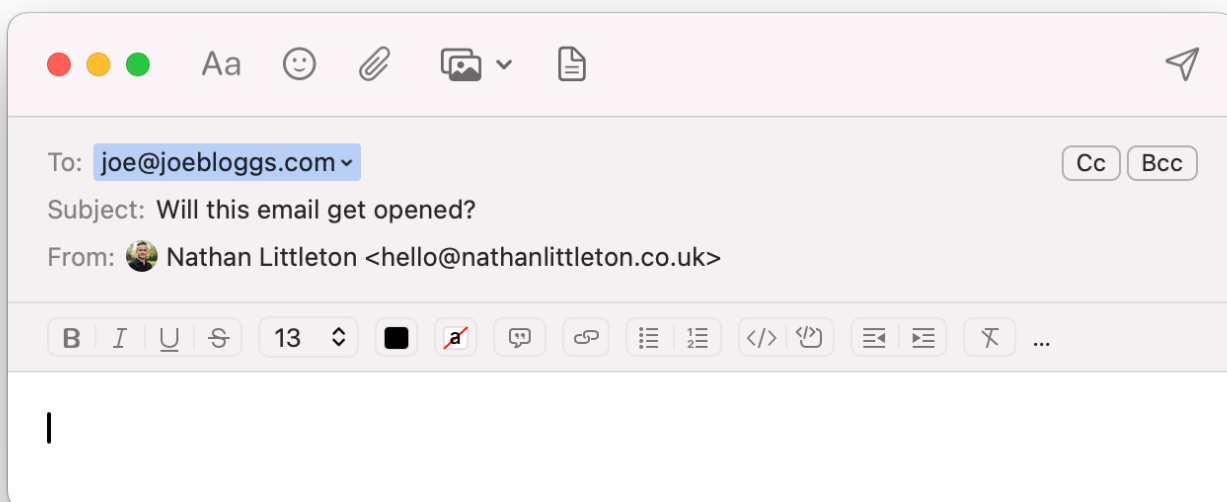 Aa
To: joe@joebloggs.com
Cc Bcc
Subject: Will this email get opened?
From: Nathan Littleton <hello@nathanlittleton.co.uk>
B I U S 13 a ...